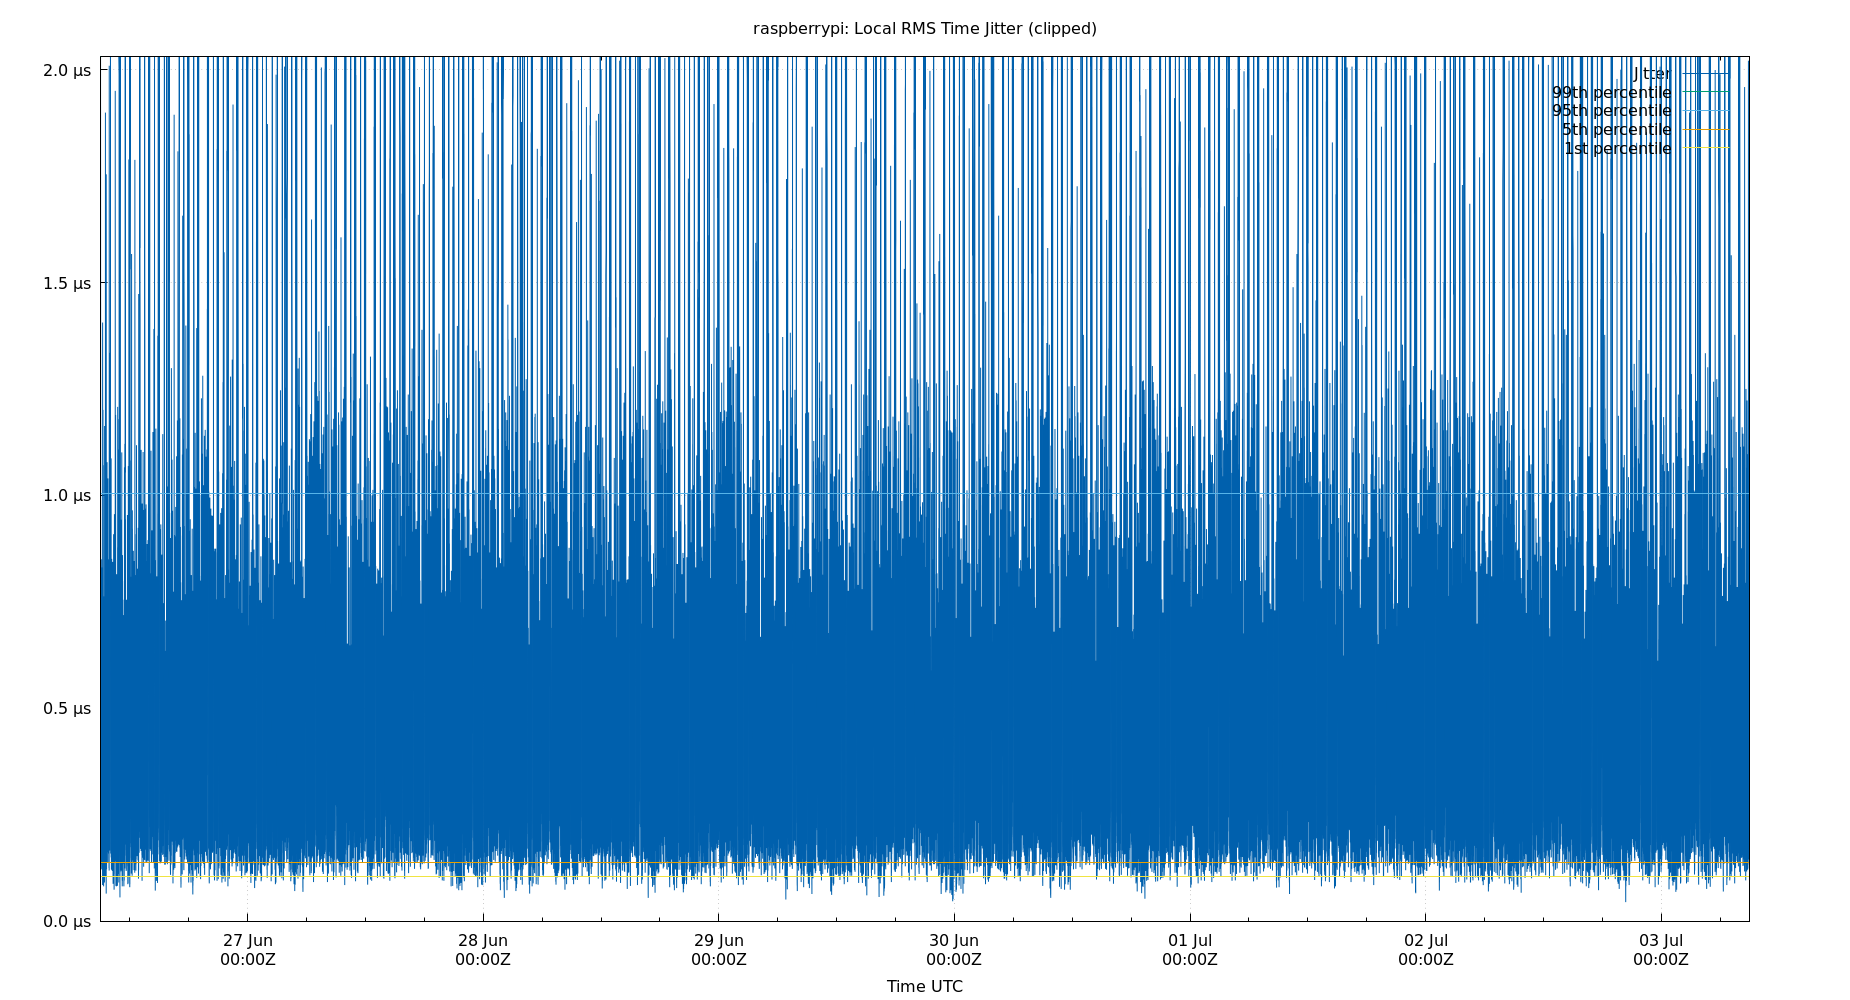 raspberrypi: Local RMS Time Jitter (clipped)
2.0 µs
1.5 µs
1.0 µs
0.5 µs
0.0 µs
Jitter
99th percentile
95th percentile
5th percentile
1st percentile
27 Jun
00:00Z
28 Jun
00:00Z
29 Jun
00:00Z
30 Jun
00:00Z
01 Jul
00:00Z
02 Jul
00:00Z
03 Jul
00:00Z
Time UTC